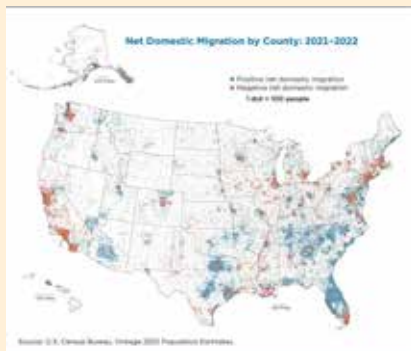 Net Domestic Migration by County: 2021–2022
Positive net domestic migration
Negative net domestic migration
1 dot = 100 people
Source: U.S. Census Bureau, Vintage 2022 Population Estimates.